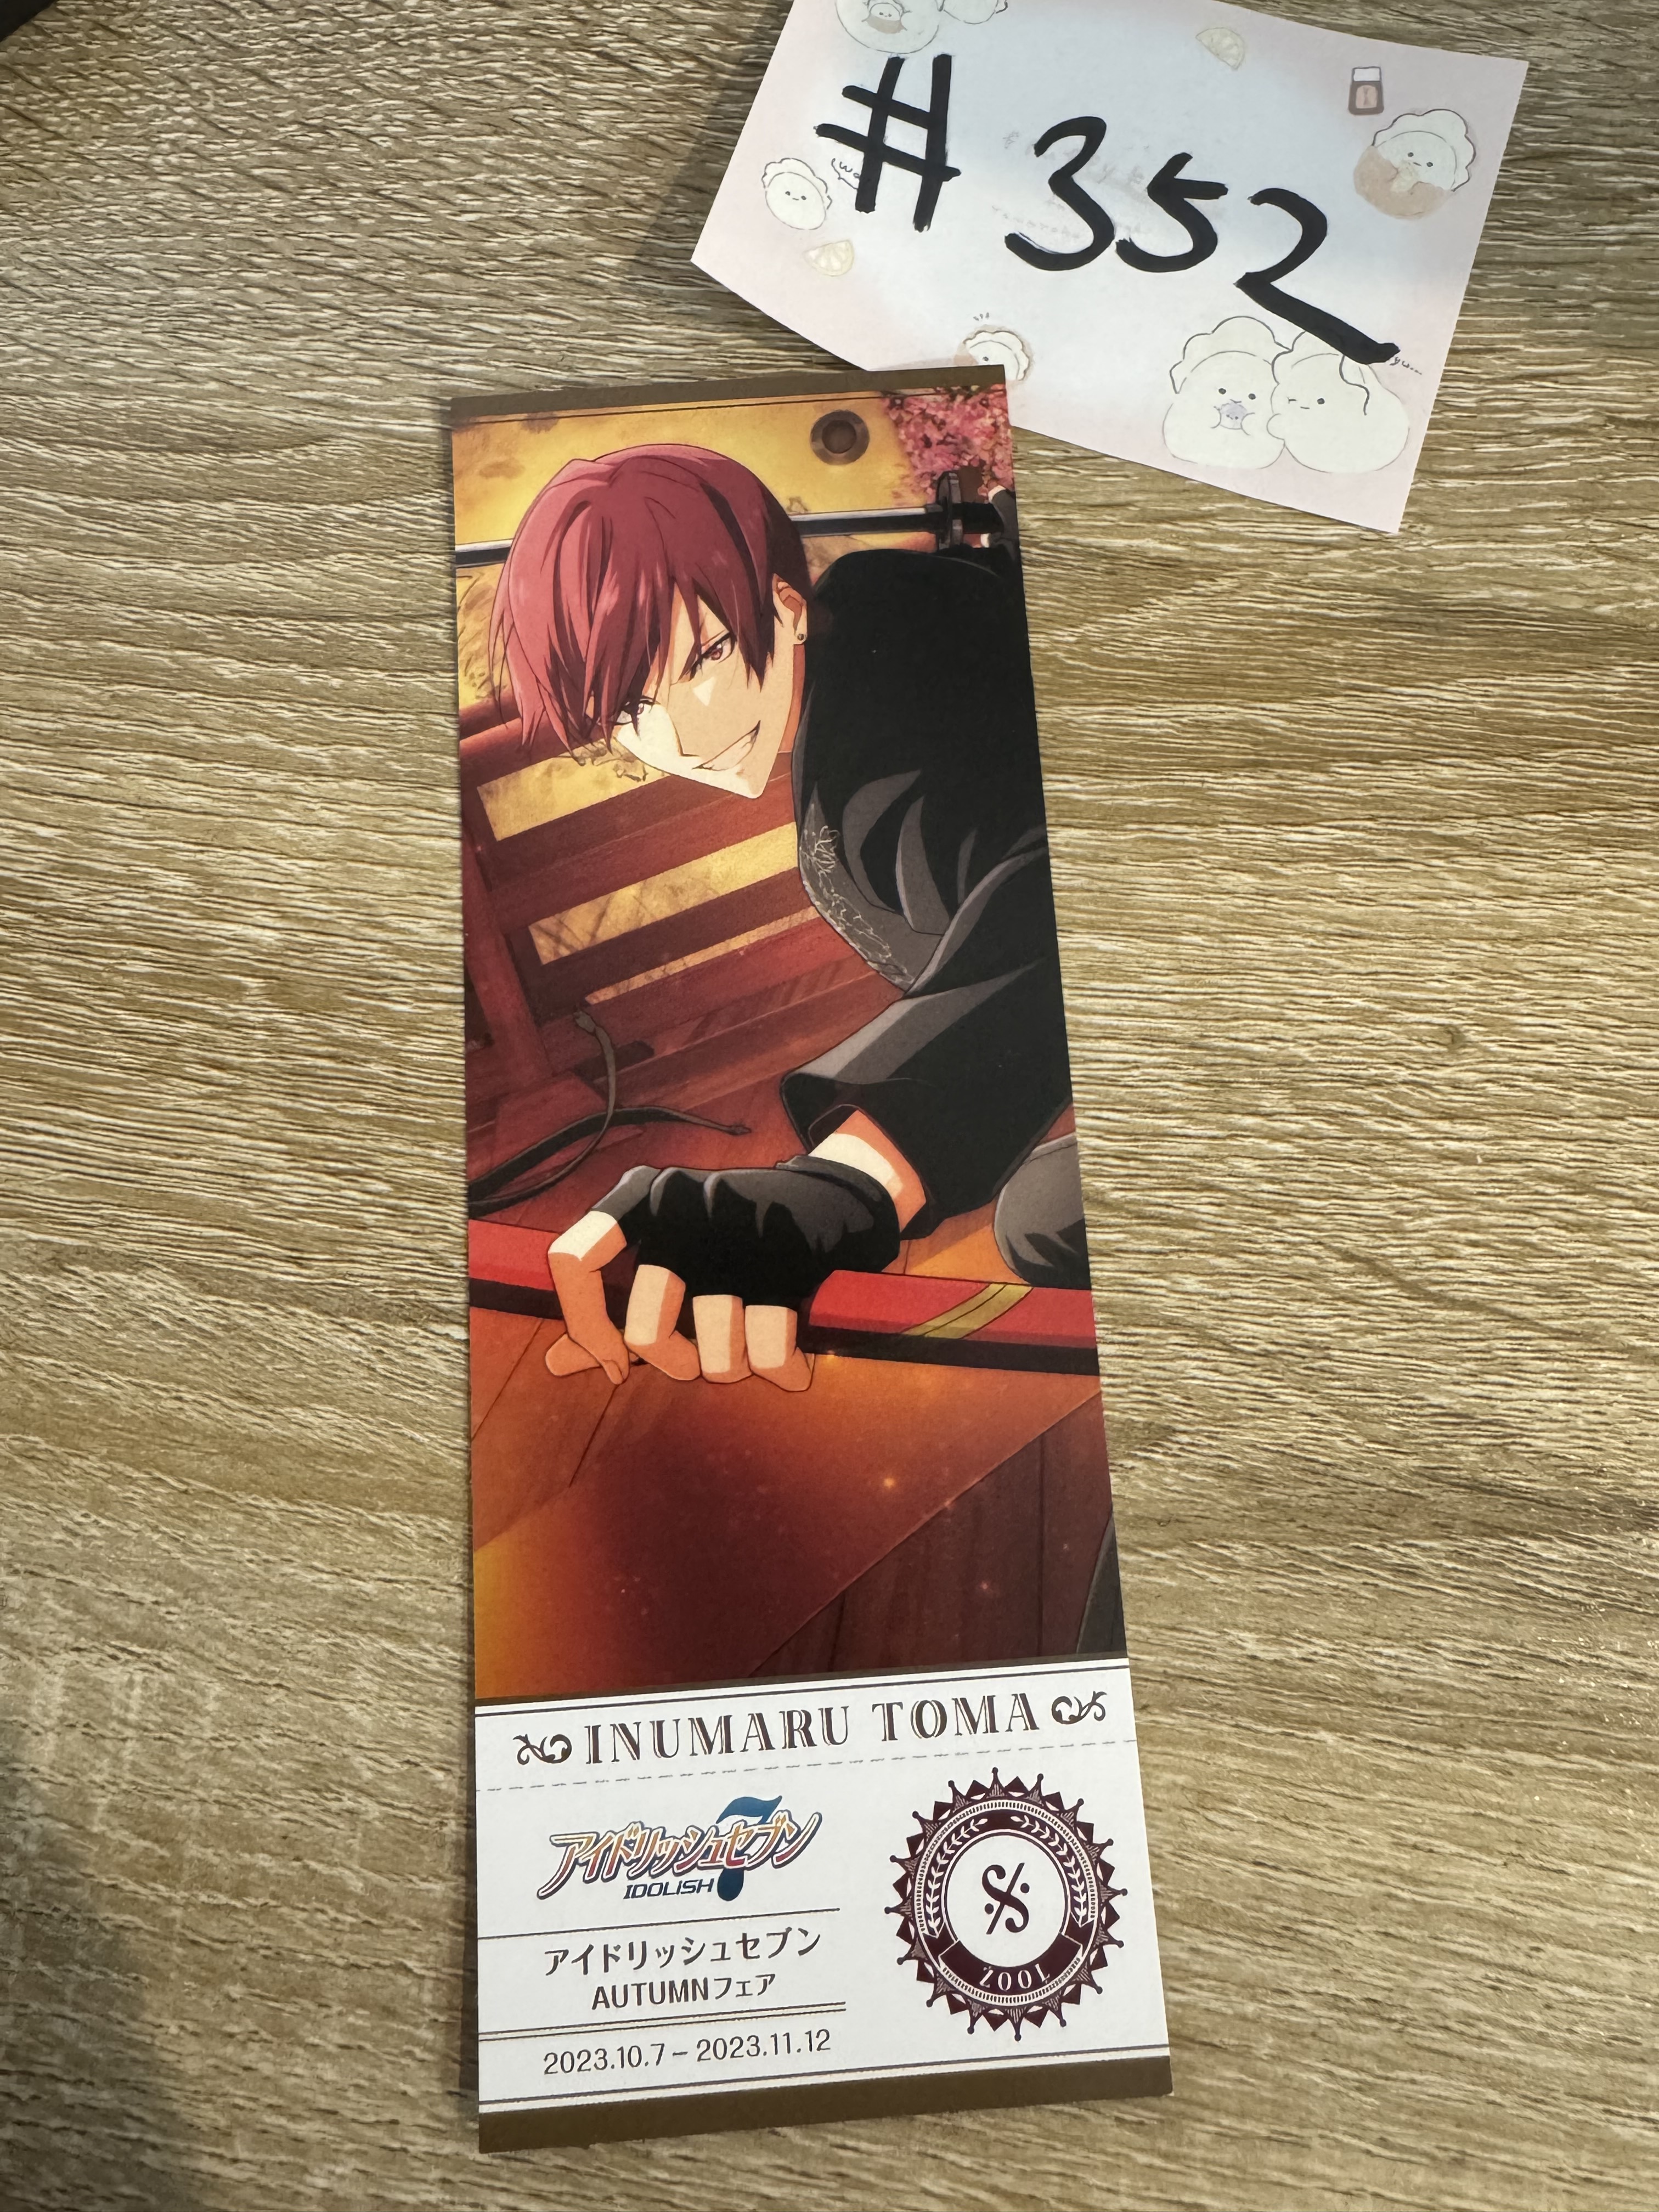 #352
INUMARU TOMA
アイドリッシュセブン
IDOLISH7
アイドリッシュセブン
AUTUMNフェア
2023.10.7－2023.11.12
ŹOOĻ